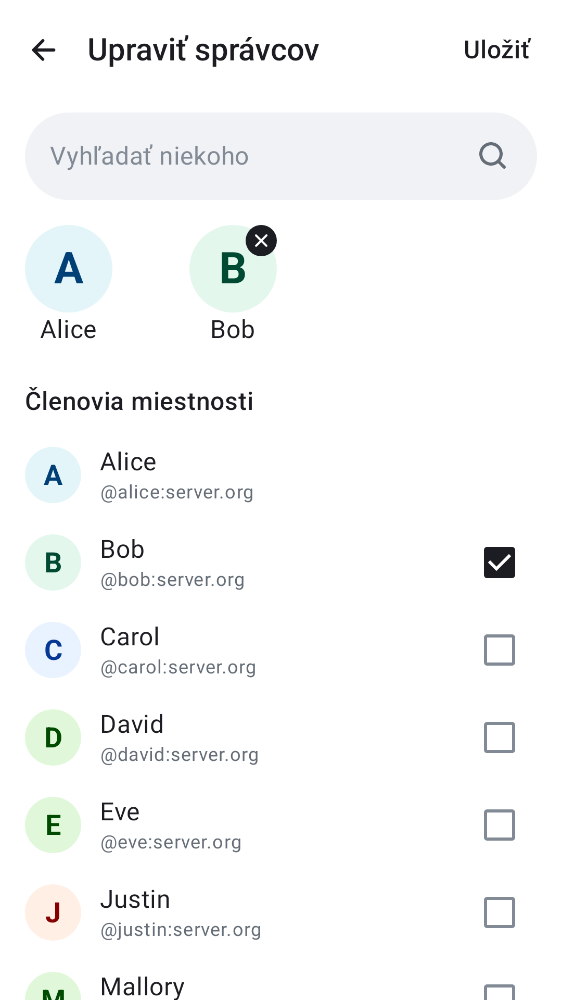 Upraviť správcov
Uložiť
Vyhľadať niekoho
A
B
Alice
Bob
Členovia miestnosti
A
Alice
@alice:server.org
B
Bob
@bob:server.org
C
Carol
@carol:server.org
D
David
@david:server.org
E
Eve
@eve:server.org
J
Justin
@justin:server.org
M
Mallory